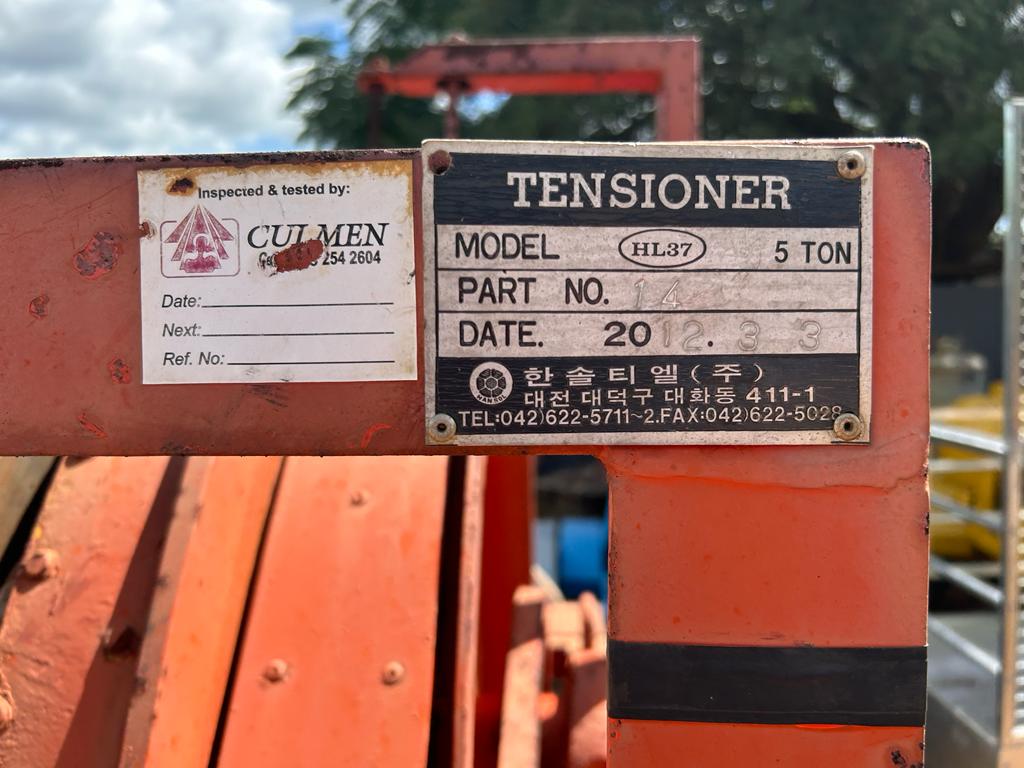 Inspected & tested by:
CULMEN
254 2604
Date:
Next:
Ref. No:
TENSIONER
MODEL HL37 5 TON
PART NO. 14
DATE. 2012. 3 3
HANSOL
한솔티엘(주)
대전 대덕구 대화동 411-1
TEL:042)622-5711~2.FAX:042)622-5028